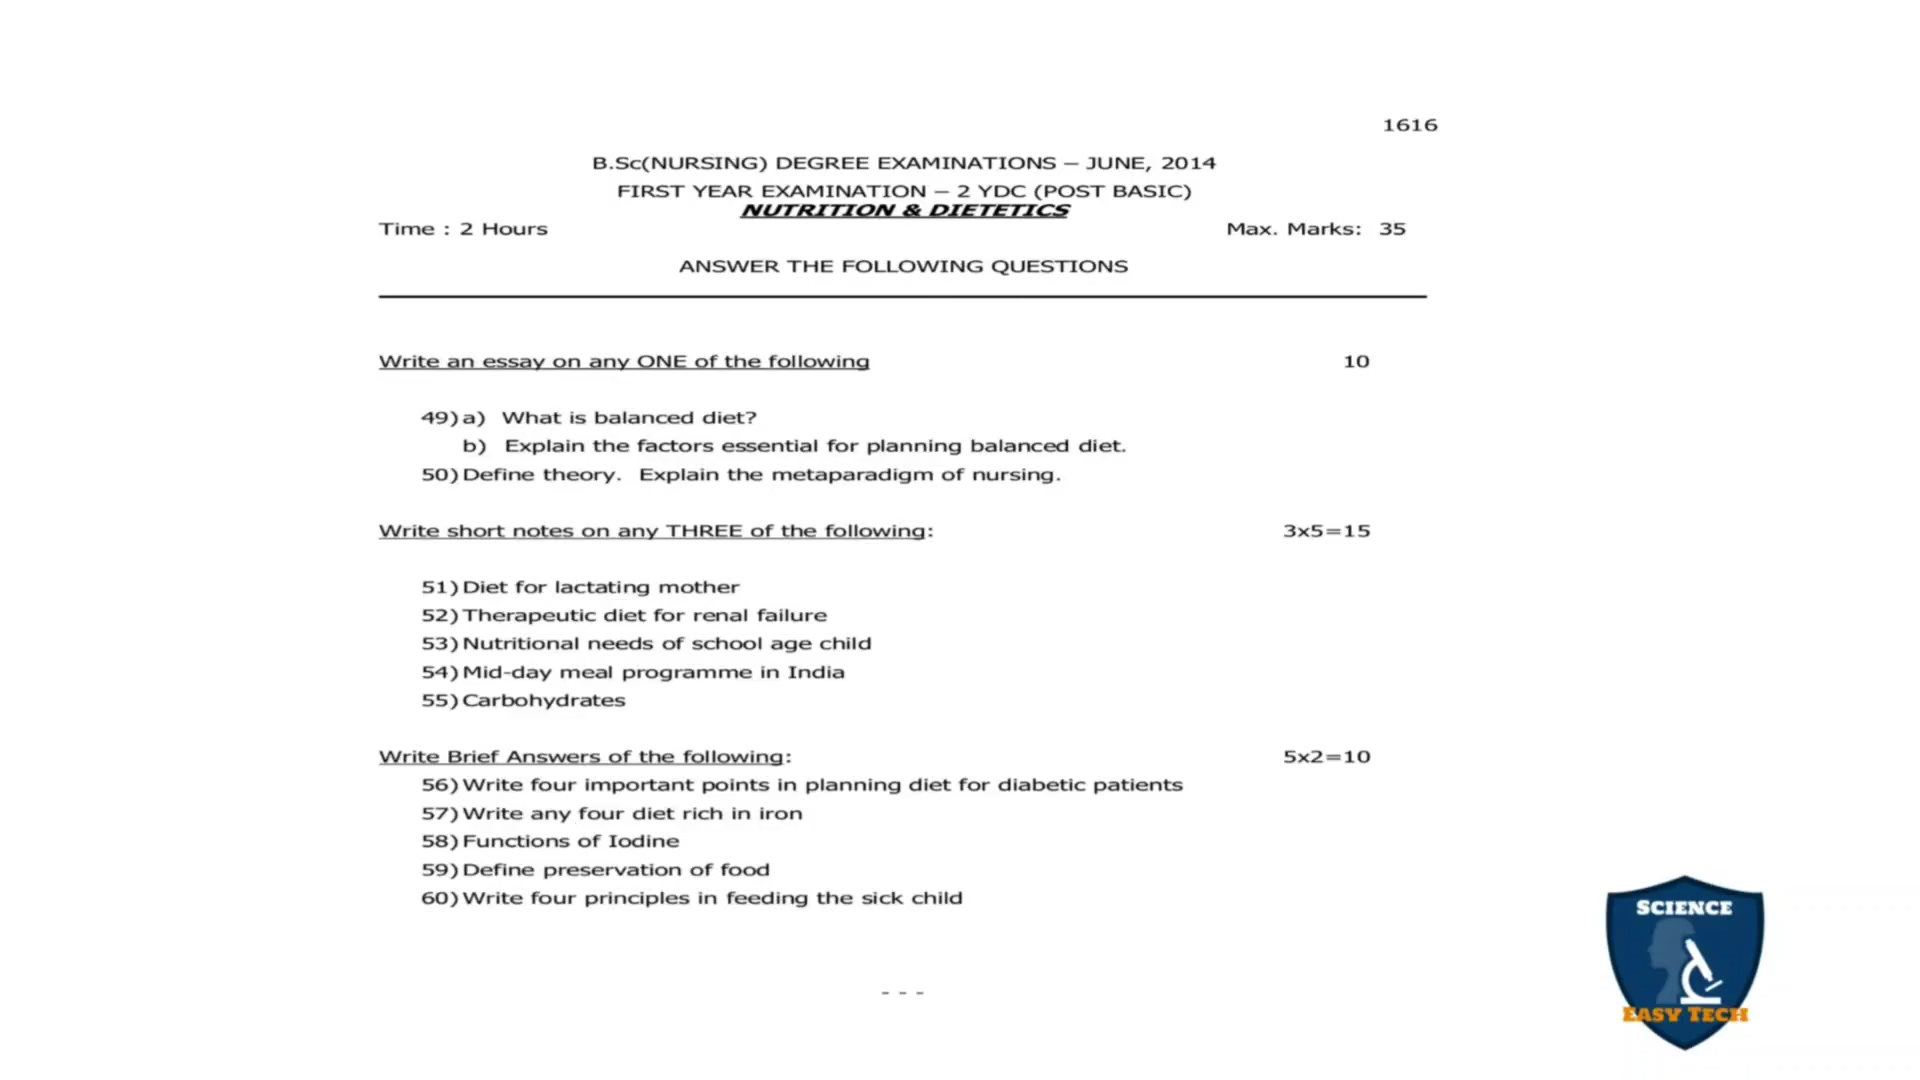 1616
B.Sc(NURSING) DEGREE EXAMINATIONS – JUNE, 2014
FIRST YEAR EXAMINATION – 2 YDC (POST BASIC)
NUTRITION & DIETETICS
Time : 2 Hours Max. Marks: 35
ANSWER THE FOLLOWING QUESTIONS
Write an essay on any ONE of the following 10
49) a) What is balanced diet?
b) Explain the factors essential for planning balanced diet.
50) Define theory. Explain the metaparadigm of nursing.
Write short notes on any THREE of the following: 3x5=15
51) Diet for lactating mother
52) Therapeutic diet for renal failure
53) Nutritional needs of school age child
54) Mid-day meal programme in India
55) Carbohydrates
Write Brief Answers of the following: 5x2=10
56) Write four important points in planning diet for diabetic patients
57) Write any four diet rich in iron
58) Functions of Iodine
59) Define preservation of food
60) Write four principles in feeding the sick child
- - -
SCIENCE
EASY TECH